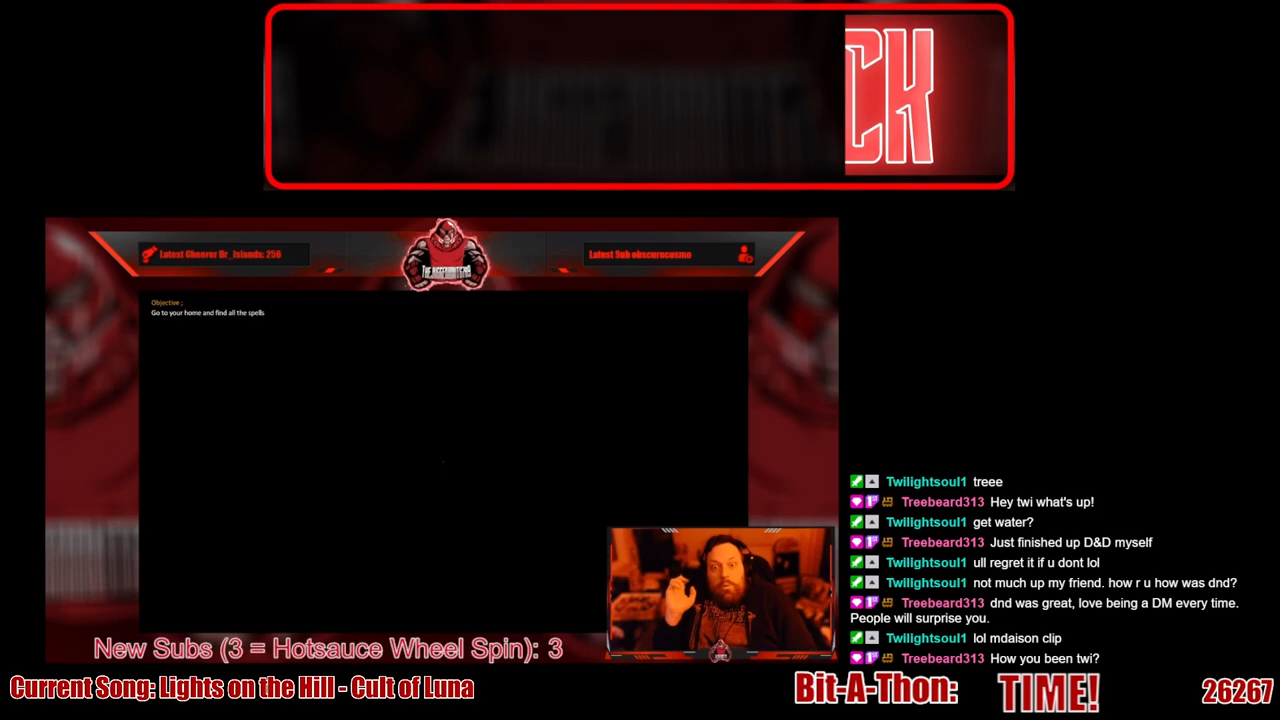 CK
Latest Cheerer Dr_Islands: 256
Latest Sub obscurecosmo
Objective ;
Go to your home and find all the spells
Twilightsoul1 treee
Treebeard313 Hey twi what's up!
Twilightsoul1 get water?
Treebeard313 Just finished up D&D myself
Twilightsoul1 ull regret it if u dont lol
Twilightsoul1 not much up my friend. how r u how was dnd?
Treebeard313 dnd was great, love being a DM every time.
People will surprise you.
Twilightsoul1 lol mdaison clip
Treebeard313 How you been twi?
New Subs (3 = Hotsauce Wheel Spin): 3
Current Song: Lights on the Hill - Cult of Luna
Bit-A-Thon: TIME! 26267